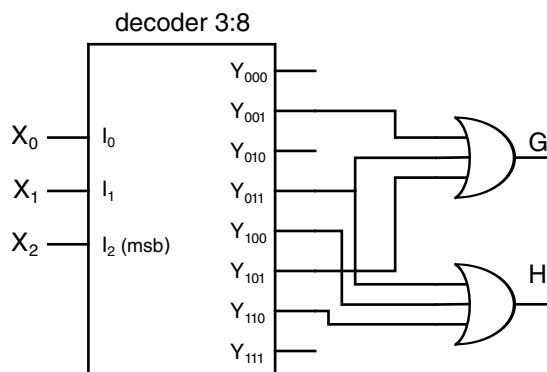 decoder 3:8
Y000
Y001
X0 I0 Y010 G
X1 I1 Y011
X2 I2 (msb) Y100
Y101
Y110 H
Y111